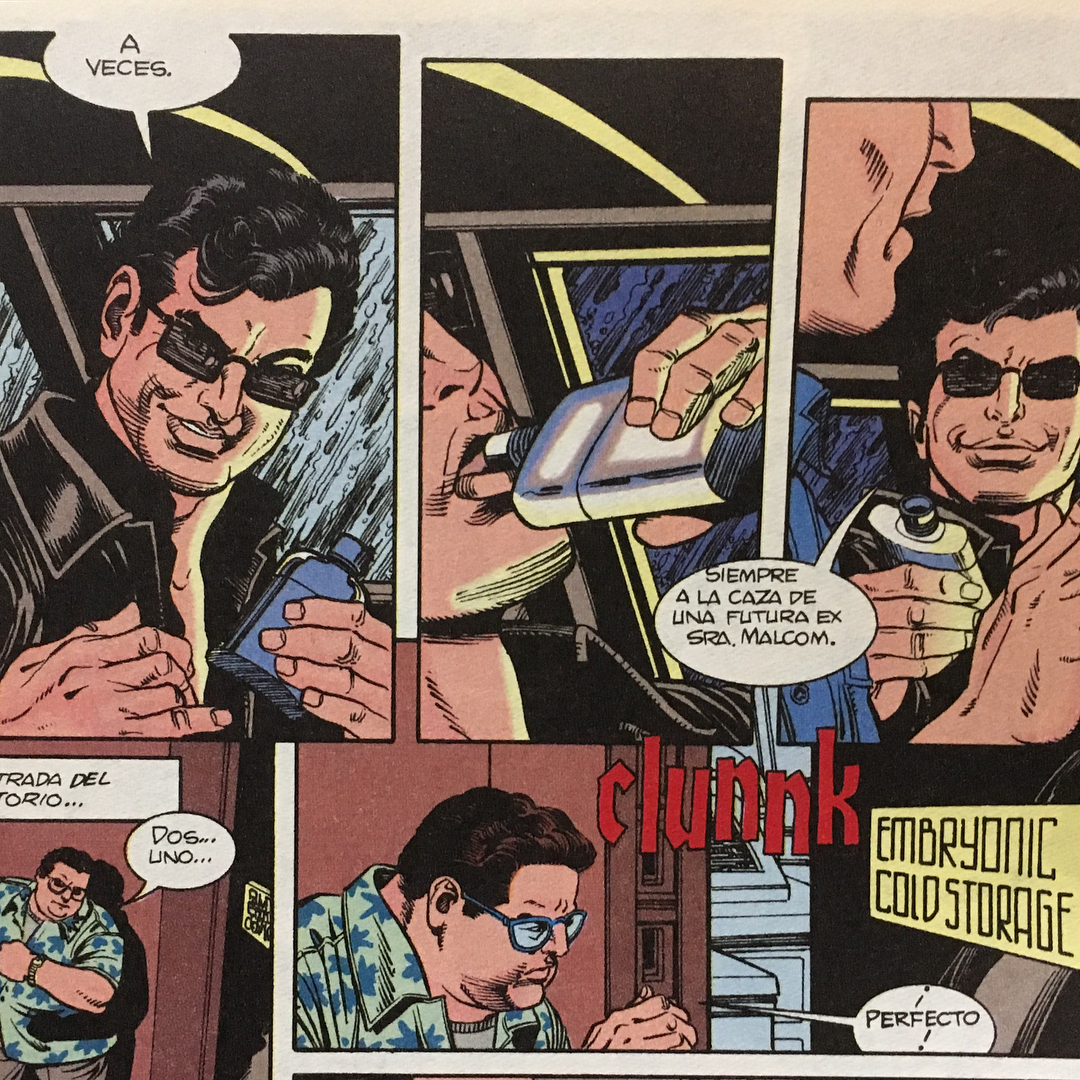 A
VECES.
SIEMPRE
A LA CAZA DE
UNA FUTURA EX
SRA. MALCOM.
TRADA DEL
TORIO...
DOS...
UNO...
clunnk
EMBRYONIC
COLD STORAGE
¡PERFECTO!